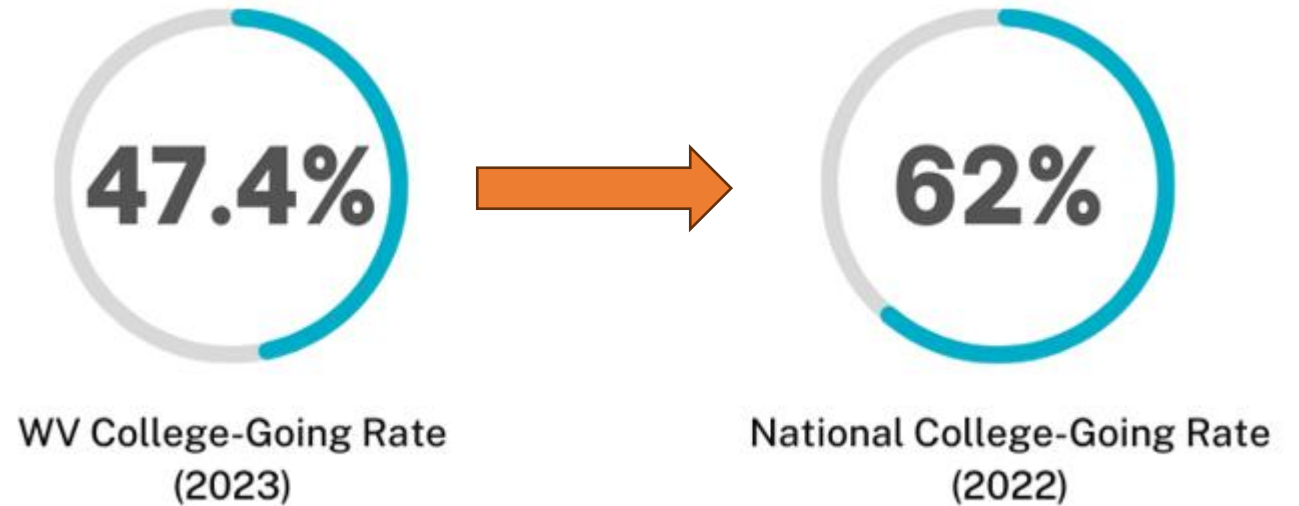 47.4%
62%
WV College-Going Rate
(2023)
National College-Going Rate
(2022)